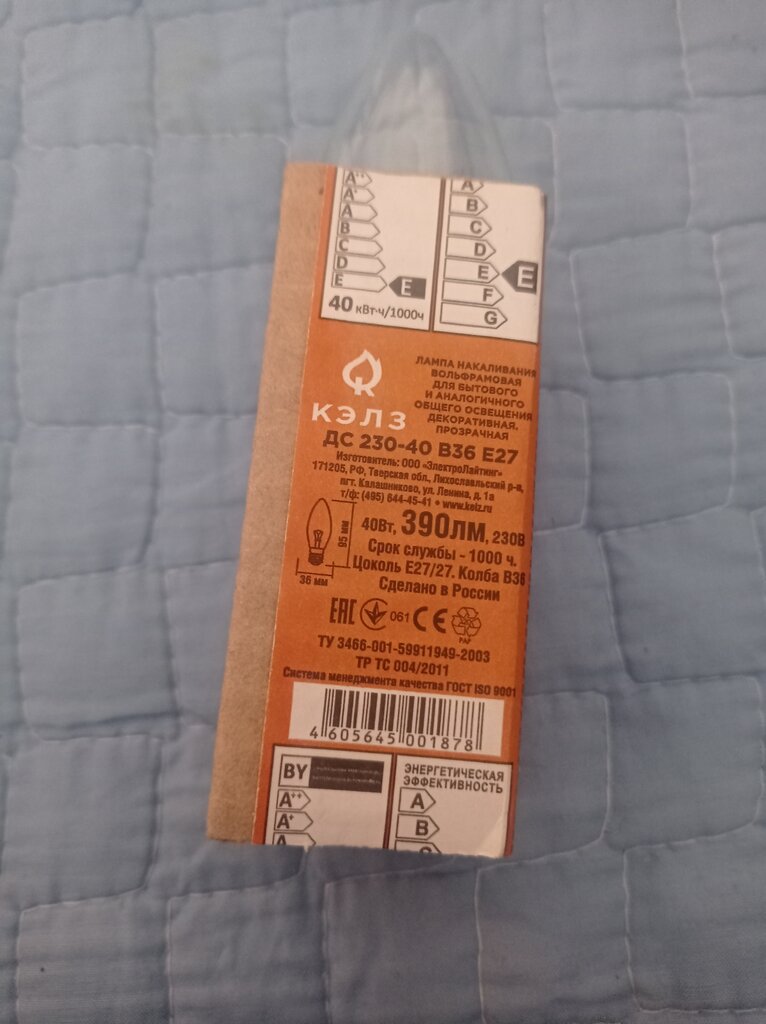 A+
A
B
C
D
E
E
40 кВт·ч/1000ч
A
B
C
D
E
F
G
E
КЭЛЗ
ЛАМПА НАКАЛИВАНИЯ
ВОЛЬФРАМОВАЯ
ДЛЯ БЫТОВОГО
И АНАЛОГИЧНОГО
ОБЩЕГО ОСВЕЩЕНИЯ
ДЕКОРАТИВНАЯ.
ПРОЗРАЧНАЯ
ДС 230-40 B36 E27
Изготовитель: ООО «ЭлектроЛайтинг»
171205, РФ, Тверская обл., Лихославльский р-н,
пгт. Калашниково, ул. Ленина, д. 1а
т/ф: (495) 644-45-41 • www.kelz.ru
95 мм
36 мм
40Вт, 390лм, 230В
Срок службы - 1000 ч.
Цоколь E27/27. Колба B36
Сделано в России
EAC
061 CE
PAP
ТУ 3466-001-59911949-2003
ТР ТС 004/2011
Система менеджмента качества ГОСТ ISO 9001
4 605645 001878
BY
A++
A+
A
ЭНЕРГЕТИЧЕСКАЯ
ЭФФЕКТИВНОСТЬ
A
B
C